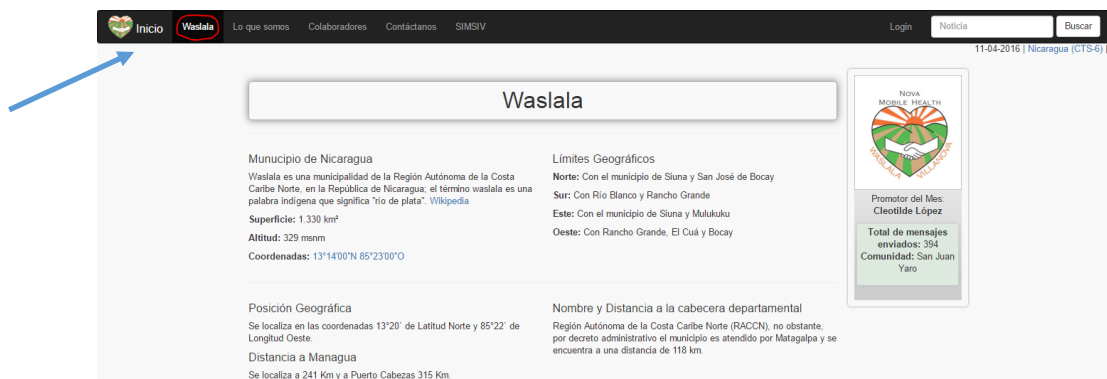 Inicio Waslala Lo que somos Colaboradores Contáctanos SIMSIV Login Noticia Buscar
11-04-2016 | Nicaragua (CTS-6) |
Waslala
Munucipio de Nicaragua
Waslala es una municipalidad de la Región Autónoma de la Costa
Caribe Norte, en la República de Nicaragua; el término waslala es una
palabra indígena que significa "río de plata". Wikipedia
Superficie: 1.330 km²
Altitud: 329 msnm
Coordenadas: 13°14'00"N 85°23'00"O
Límites Geográficos
Norte: Con el municipio de Siuna y San José de Bocay
Sur: Con Río Blanco y Rancho Grande
Este: Con el municipio de Siuna y Mulukuku
Oeste: Con Rancho Grande, El Cuá y Bocay
Posición Geográfica
Se localiza en las coordenadas 13°20´ de Latitud Norte y 85°22´ de
Longitud Oeste.
Distancia a Managua
Se localiza a 241 Km y a Puerto Cabezas 315 Km.
Nombre y Distancia a la cabecera departamental
Región Autónoma de la Costa Caribe Norte (RACCN), no obstante,
por decreto administrativo el municipio es atendido por Matagalpa y se
encuentra a una distancia de 118 km.
NOVA
MOBILE HEALTH
WASLALA VILLANOVA
Promotor del Mes:
Cleotilde López
Total de mensajes
enviados: 394
Comunidad: San Juan
Yaro